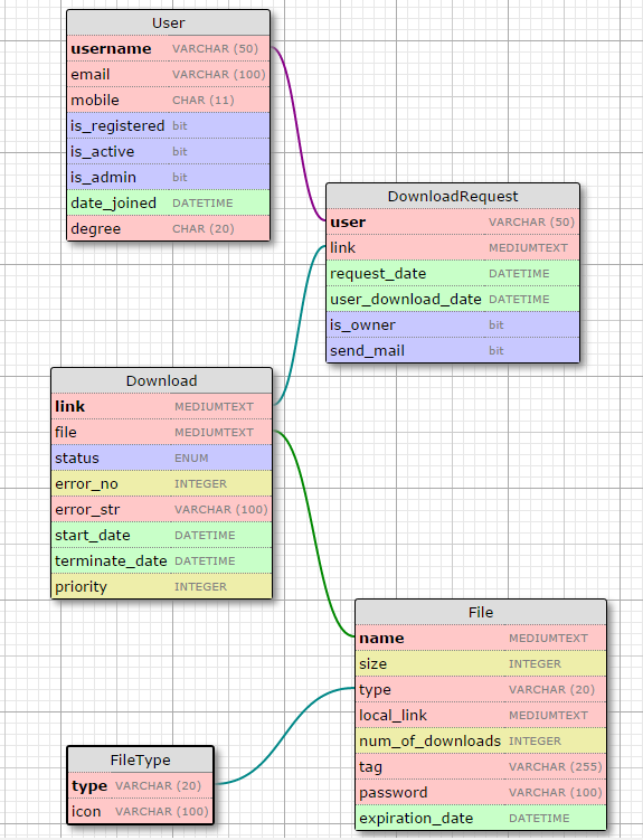 User
username VARCHAR (50)
email VARCHAR (100)
mobile CHAR (11)
is_registered bit
is_active bit
is_admin bit
date_joined DATETIME
degree CHAR (20)
DownloadRequest
user VARCHAR (50)
link MEDIUMTEXT
request_date DATETIME
user_download_date DATETIME
is_owner bit
send_mail bit
Download
link MEDIUMTEXT
file MEDIUMTEXT
status ENUM
error_no INTEGER
error_str VARCHAR (100)
start_date DATETIME
terminate_date DATETIME
priority INTEGER
File
name MEDIUMTEXT
size INTEGER
type VARCHAR (20)
local_link MEDIUMTEXT
num_of_downloads INTEGER
tag VARCHAR (255)
password VARCHAR (100)
expiration_date DATETIME
FileType
type VARCHAR (20)
icon VARCHAR (100)